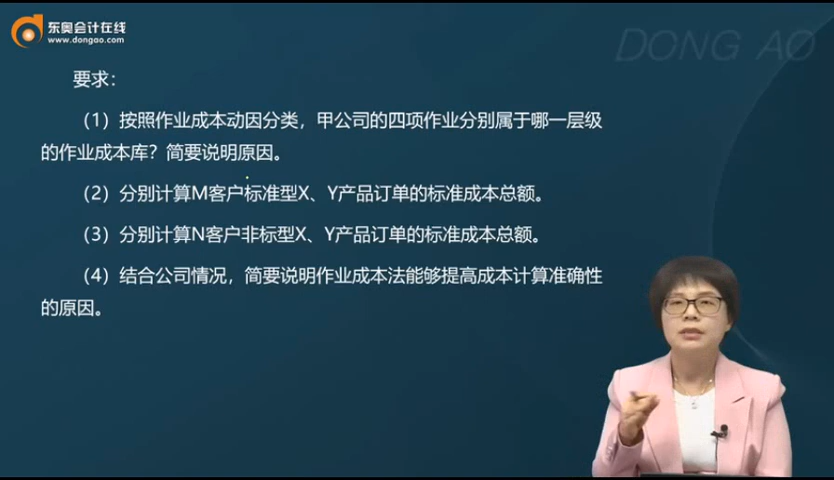 东奥会计在线
www.dongao.com
DONG AO
要求：
（1）按照作业成本动因分类，甲公司的四项作业分别属于哪一层级
的作业成本库？简要说明原因。
（2）分别计算M客户标准型X、Y产品订单的标准成本总额。
（3）分别计算N客户非标型X、Y产品订单的标准成本总额。
（4）结合公司情况，简要说明作业成本法能够提高成本计算准确性
的原因。